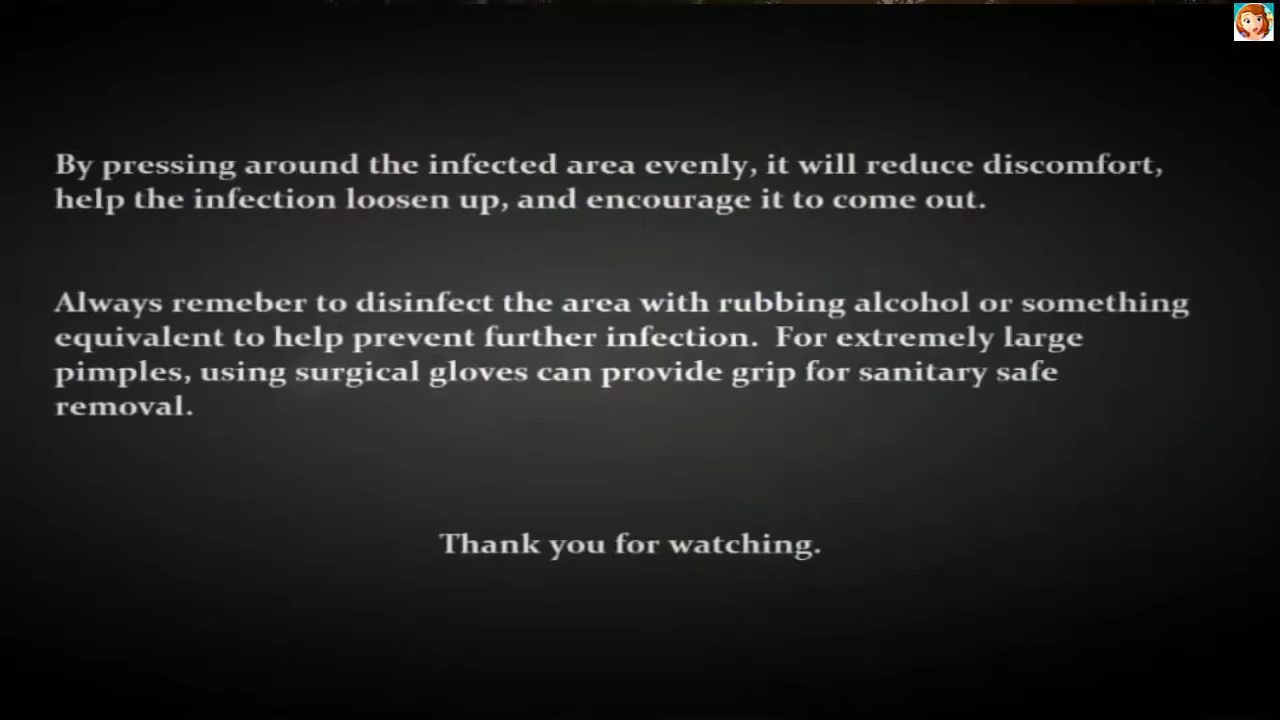 By pressing around the infected area evenly, it will reduce discomfort,
help the infection loosen up, and encourage it to come out.
Always remeber to disinfect the area with rubbing alcohol or something
equivalent to help prevent further infection.  For extremely large
pimples, using surgical gloves can provide grip for sanitary safe
removal.
Thank you for watching.